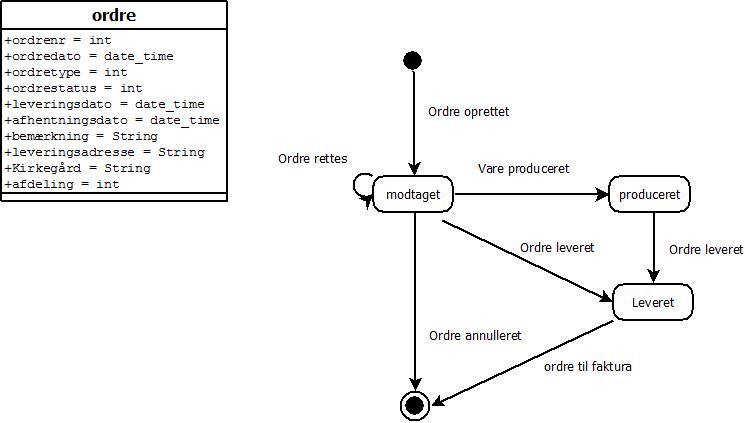 ordre
+ordrenr = int
+ordredato = date_time
+ordretype = int
+ordrestatus = int
+leveringsdato = date_time
+afhentningsdato = date_time
+bemærkning = String
+leveringsadresse = String
+Kirkegård = String
+afdeling = int
Ordre oprettet
Ordre rettes
Vare produceret
modtaget
produceret
Ordre leveret
Ordre leveret
Leveret
Ordre annulleret
ordre til faktura